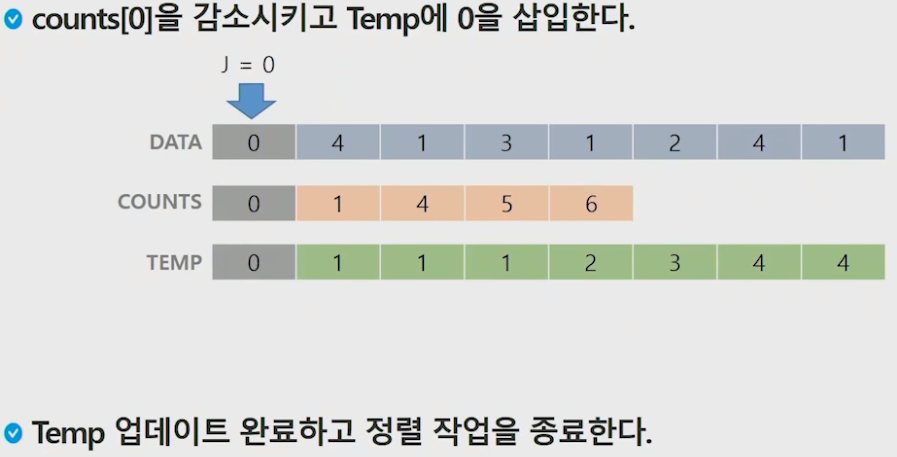 counts[0]을 감소시키고 Temp에 0을 삽입한다.
J = 0
DATA 0 4 1 3 1 2 4 1
COUNTS 0 1 4 5 6
TEMP 0 1 1 1 2 3 4 4
Temp 업데이트 완료하고 정렬 작업을 종료한다.